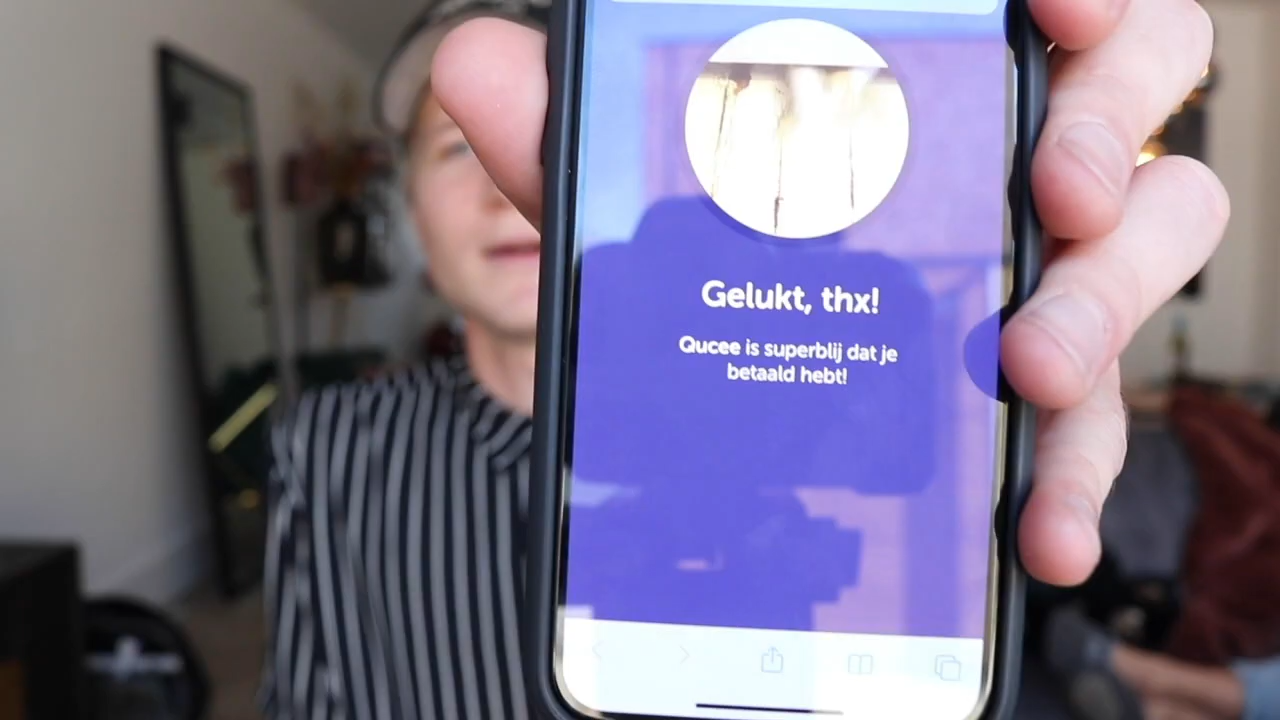 Gelukt, thx!
Qucee is superblij dat je
betaald hebt!